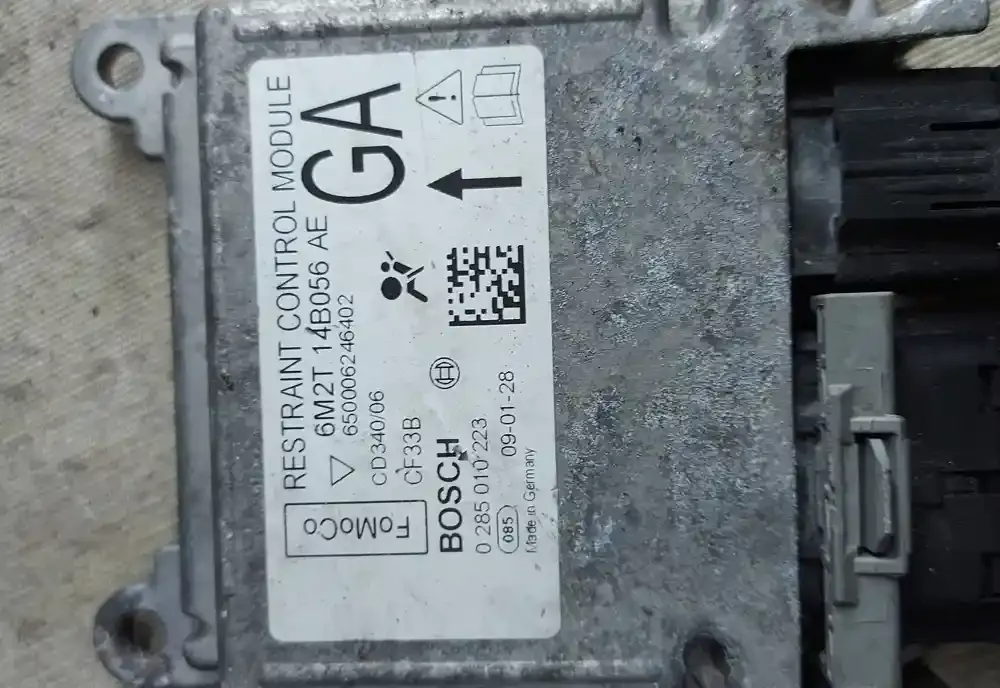 RESTRAINT CONTROL MODULE
6M2T 14B056 AE
650006246402
GA
FoMoCo
CD340/06
CF33B
BOSCH
0 285 010 223
085
09-01-28
Made in Germany